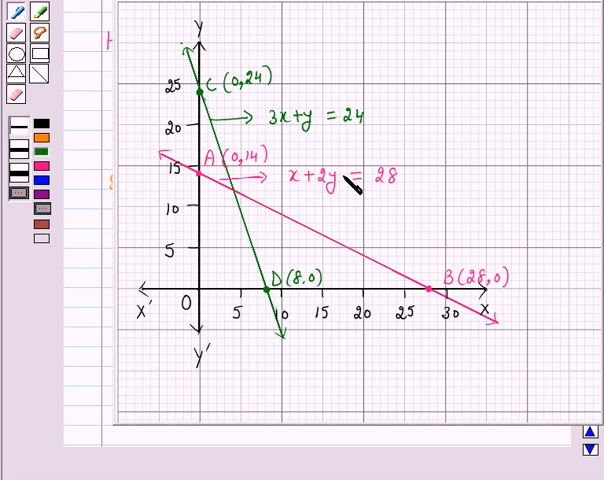 Y
25
C (0,24)
3x+y = 24
20
A (0,14)
15
x+2y = 28
10
5
D (8,0)
B (28,0)
X'
0
5
10
15
20
25
30
X
Y'